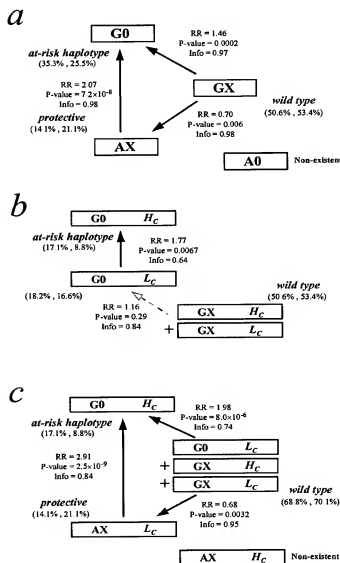 a
G0
at-risk haplotype
(35.3%, 25.5%)
RR = 1.46
P-value = 0.0002
Info = 0.97
RR = 2.07
P-value = 7.2×10⁻⁸
Info = 0.98
GX
wild type
(50.6%, 53.4%)
protective
(14.1%, 21.1%)
RR = 0.70
P-value = 0.006
Info = 0.98
AX
A0
Non-existent
b
G0 H_C
at-risk haplotype
(17.1%, 8.8%)
RR = 1.77
P-value = 0.0067
Info = 0.64
G0 L_C
(18.2%, 16.6%)
wild type
(50.6%, 53.4%)
RR = 1.16
P-value = 0.29
Info = 0.84
GX H_C
+ GX L_C
c
G0 H_C
at-risk haplotype
(17.1%, 8.8%)
RR = 1.98
P-value = 8.0×10⁻⁶
Info = 0.74
RR = 2.91
P-value = 2.5×10⁻⁹
Info = 0.84
G0 L_C
+ GX H_C
+ GX L_C
wild type
(68.8%, 70.1%)
protective
(14.1%, 21.1%)
RR = 0.68
P-value = 0.0032
Info = 0.95
AX L_C
AX H_C
Non-existent